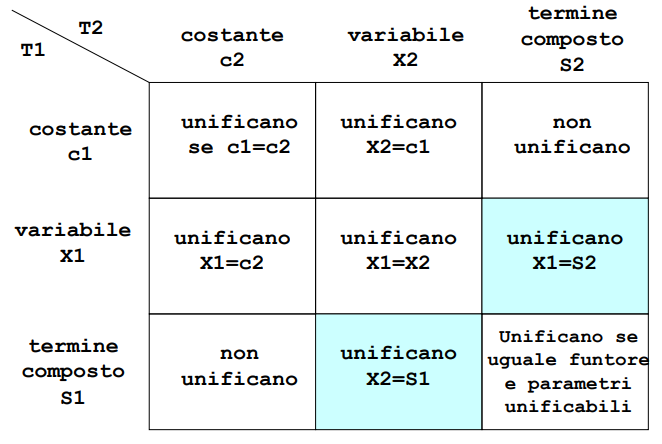 T2
T1
costante
c2
variabile
X2
termine
composto
S2
costante
c1
unificano
se c1=c2
unificano
X2=c1
non
unificano
variabile
X1
unificano
X1=c2
unificano
X1=X2
unificano
X1=S2
termine
composto
S1
non
unificano
unificano
X2=S1
Unificano se
uguale funtore
e parametri
unificabili